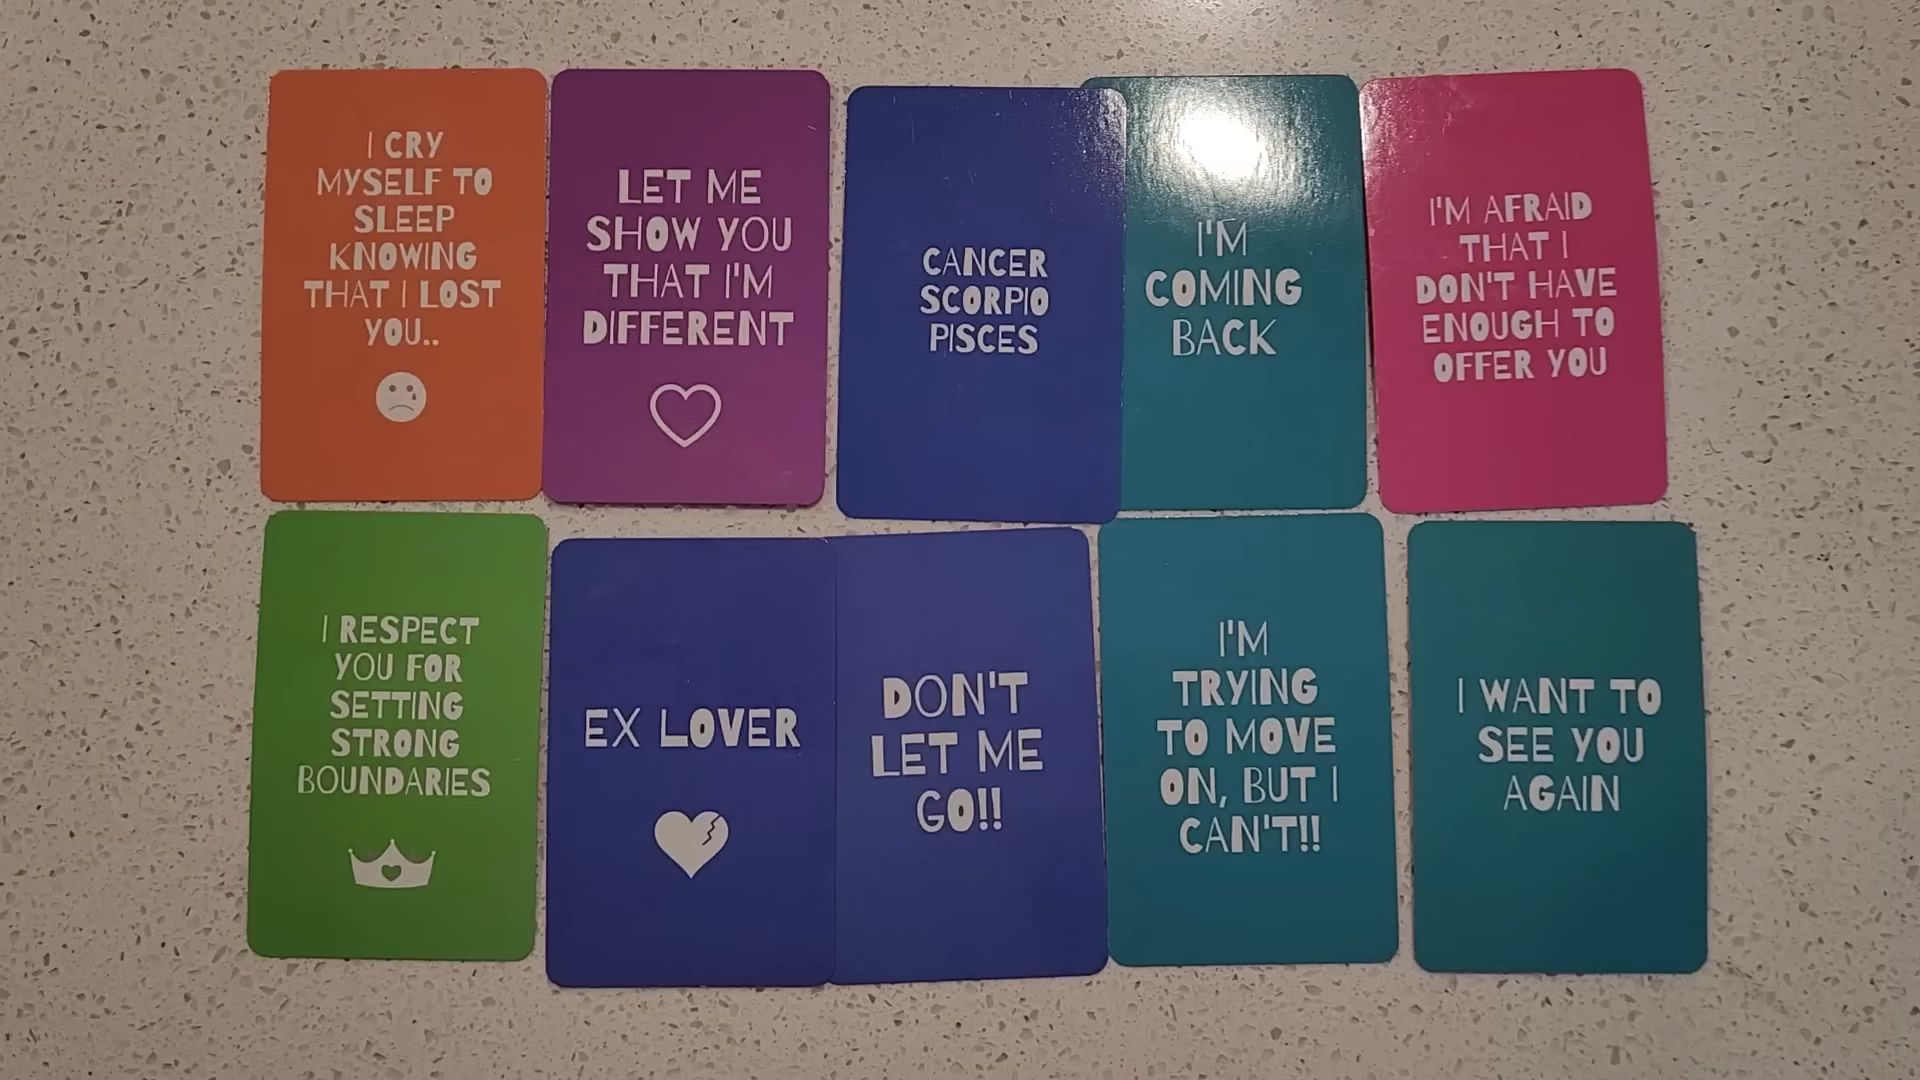 I CRY
MYSELF TO
SLEEP
KNOWING
THAT I LOST
YOU..
LET ME
SHOW YOU
THAT I'M
DIFFERENT
CANCER
SCORPIO
PISCES
I'M
COMING
BACK
I'M AFRAID
THAT I
DON'T HAVE
ENOUGH TO
OFFER YOU
I RESPECT
YOU FOR
SETTING
STRONG
BOUNDARIES
EX LOVER
DON'T
LET ME
GO!!
I'M
TRYING
TO MOVE
ON, BUT I
CAN'T!!
I WANT TO
SEE YOU
AGAIN